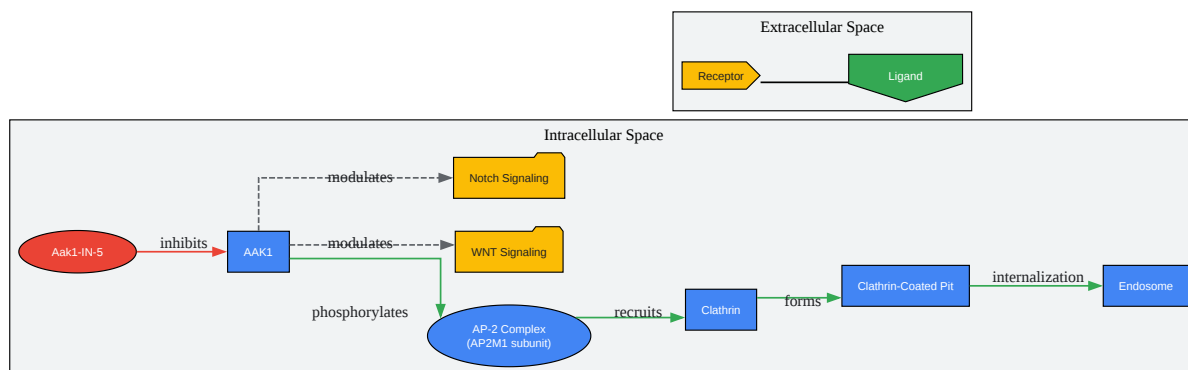 Extracellular Space
Receptor
Ligand
Intracellular Space
modulates
Notch Signaling
Aak1-IN-5
inhibits
AAK1
modulates
WNT Signaling
phosphorylates
AP-2 Complex
(AP2M1 subunit)
recruits
Clathrin
forms
Clathrin-Coated Pit
internalization
Endosome